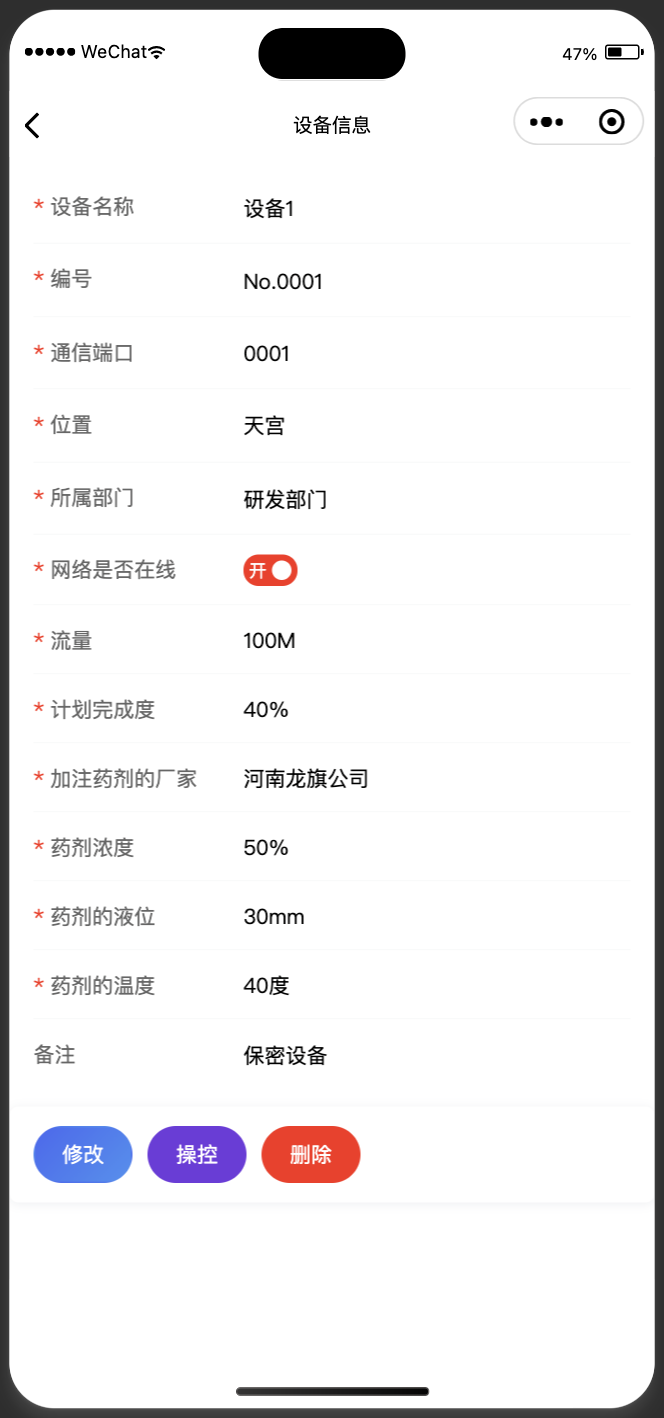 WeChat 47%
设备信息
* 设备名称 设备1
* 编号 No.0001
* 通信端口 0001
* 位置 天宫
* 所属部门 研发部门
* 网络是否在线 开
* 流量 100M
* 计划完成度 40%
* 加注药剂的厂家 河南龙旗公司
* 药剂浓度 50%
* 药剂的液位 30mm
* 药剂的温度 40度
备注 保密设备
修改 操控 删除